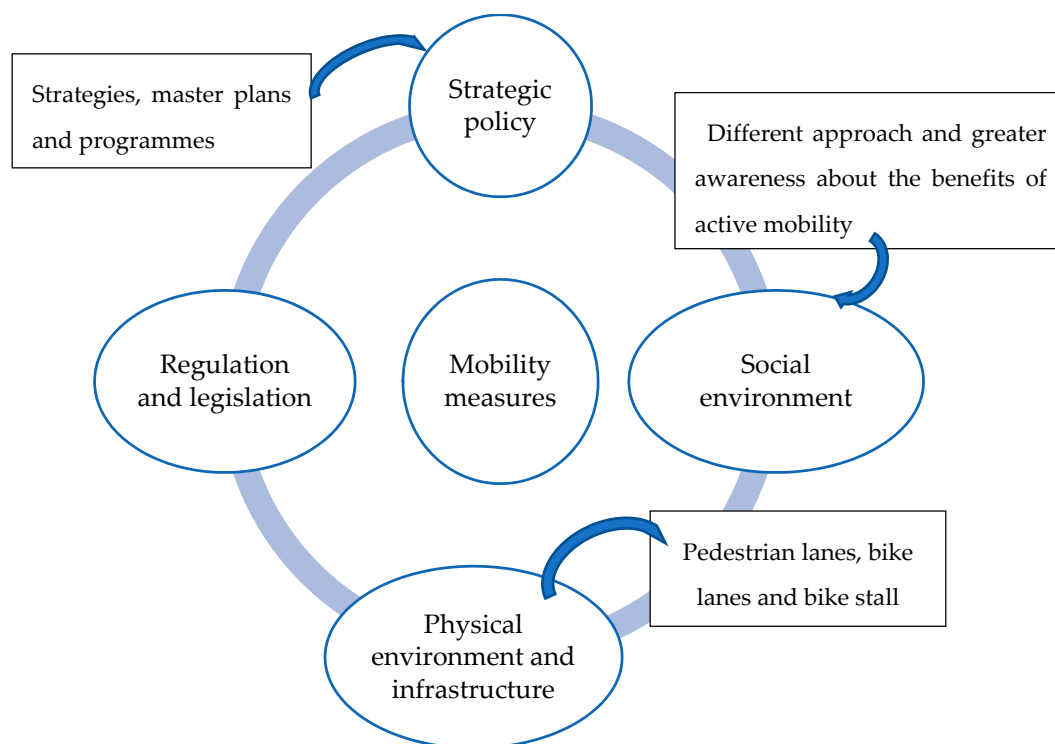 Strategies, master plans
and programmes
Strategic
policy
Different approach and greater
awareness about the benefits of
active mobility
Regulation
and legislation
Mobility
measures
Social
environment
Pedestrian lanes, bike
lanes and bike stall
Physical
environment and
infrastructure